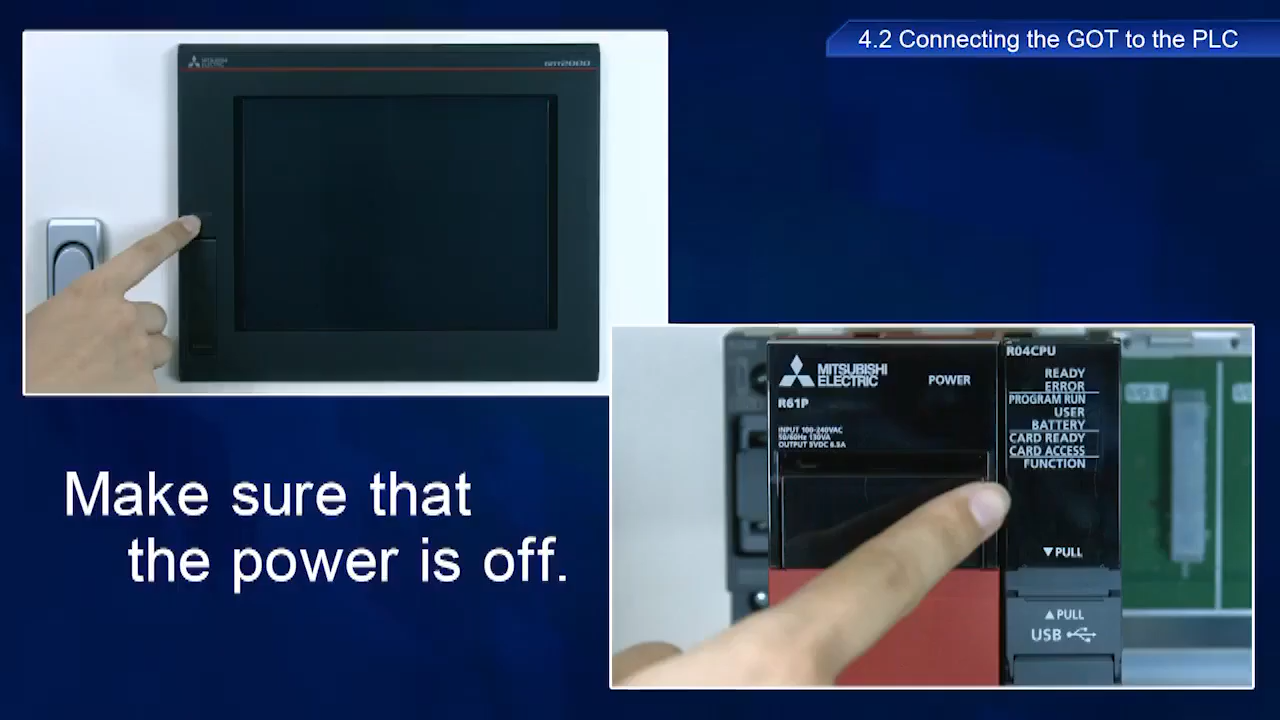 4.2 Connecting the GOT to the PLC
MITSUBISHI
ELECTRIC
GOT2000
Make sure that
the power is off.
MITSUBISHI
ELECTRIC
POWER
R61P
INPUT 100-240VAC
50/60Hz 130VA
OUTPUT 5VDC 6.5A
R04CPU
READY
ERROR
PROGRAM RUN
USER
BATTERY
CARD READY
CARD ACCESS
FUNCTION
▼PULL
▲PULL
USB